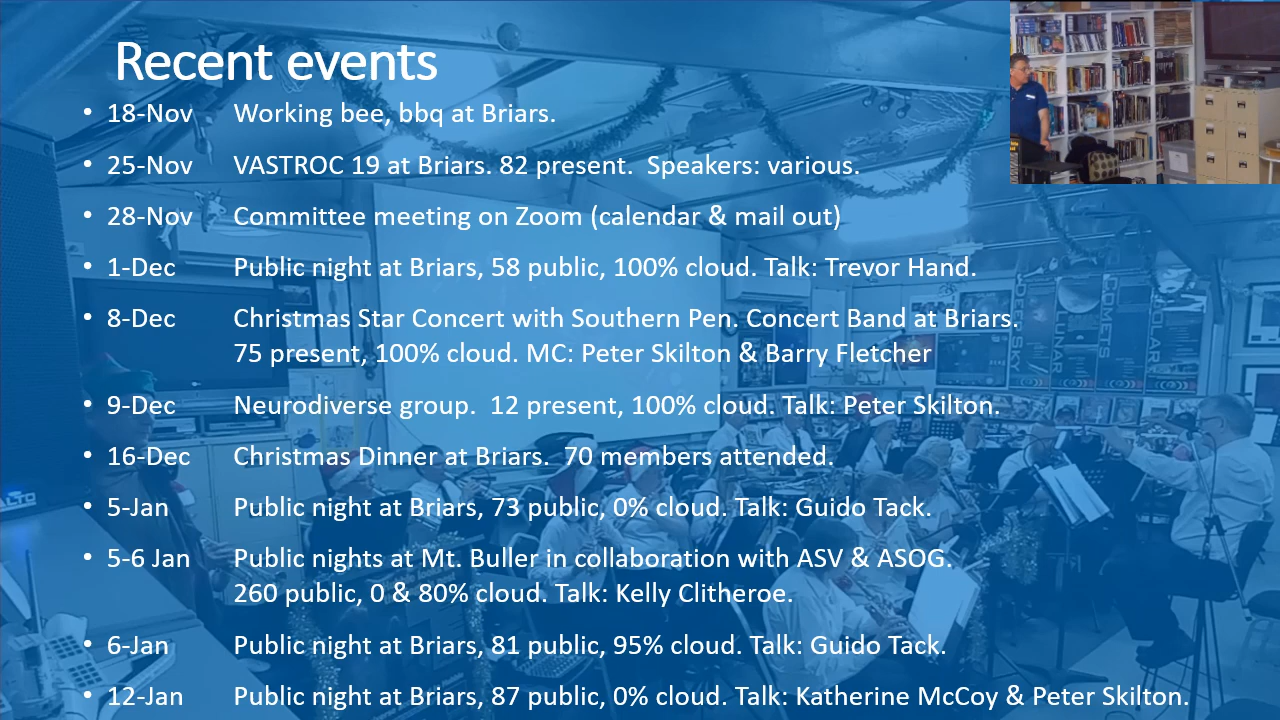 Recent events
• 18-Nov Working bee, bbq at Briars.
• 25-Nov VASTROC 19 at Briars. 82 present. Speakers: various.
• 28-Nov Committee meeting on Zoom (calendar & mail out)
• 1-Dec Public night at Briars, 58 public, 100% cloud. Talk: Trevor Hand.
• 8-Dec Christmas Star Concert with Southern Pen. Concert Band at Briars.
75 present, 100% cloud. MC: Peter Skilton & Barry Fletcher
• 9-Dec Neurodiverse group. 12 present, 100% cloud. Talk: Peter Skilton.
• 16-Dec Christmas Dinner at Briars. 70 members attended.
• 5-Jan Public night at Briars, 73 public, 0% cloud. Talk: Guido Tack.
• 5-6 Jan Public nights at Mt. Buller in collaboration with ASV & ASOG.
260 public, 0 & 80% cloud. Talk: Kelly Clitheroe.
• 6-Jan Public night at Briars, 81 public, 95% cloud. Talk: Guido Tack.
• 12-Jan Public night at Briars, 87 public, 0% cloud. Talk: Katherine McCoy & Peter Skilton.
COMETS
LUNAR